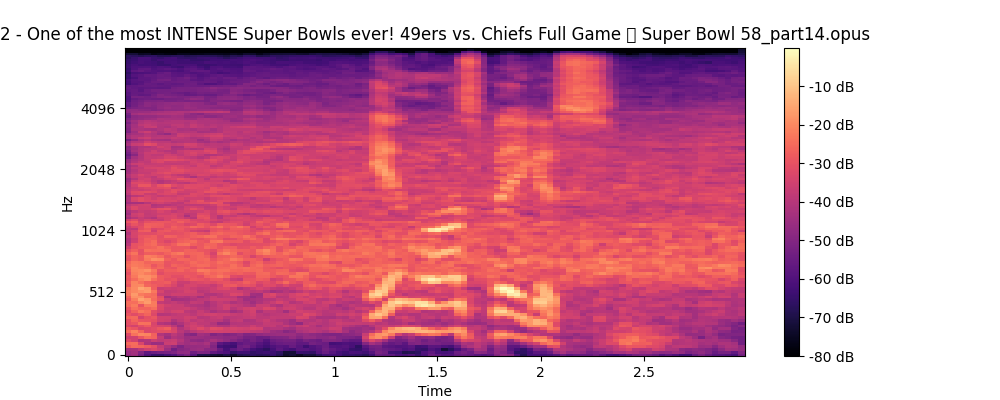 2 - One of the most INTENSE Super Bowls ever! 49ers vs. Chiefs Full Game Super Bowl 58_part14.opus
-10 dB
4096
-20 dB
2048
-30 dB
Hz
-40 dB
1024
-50 dB
512
-60 dB
-70 dB
0
-80 dB
0 0.5 1 1.5 2 2.5
Time